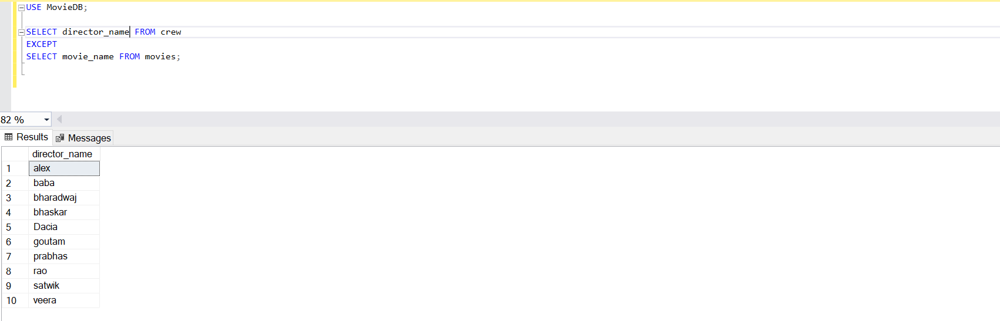 USE MovieDB;
SELECT director_name FROM crew
EXCEPT
SELECT movie_name FROM movies;
82 %
Results Messages
director_name
1 alex
2 baba
3 bharadwaj
4 bhaskar
5 Dacia
6 goutam
7 prabhas
8 rao
9 satwik
10 veera